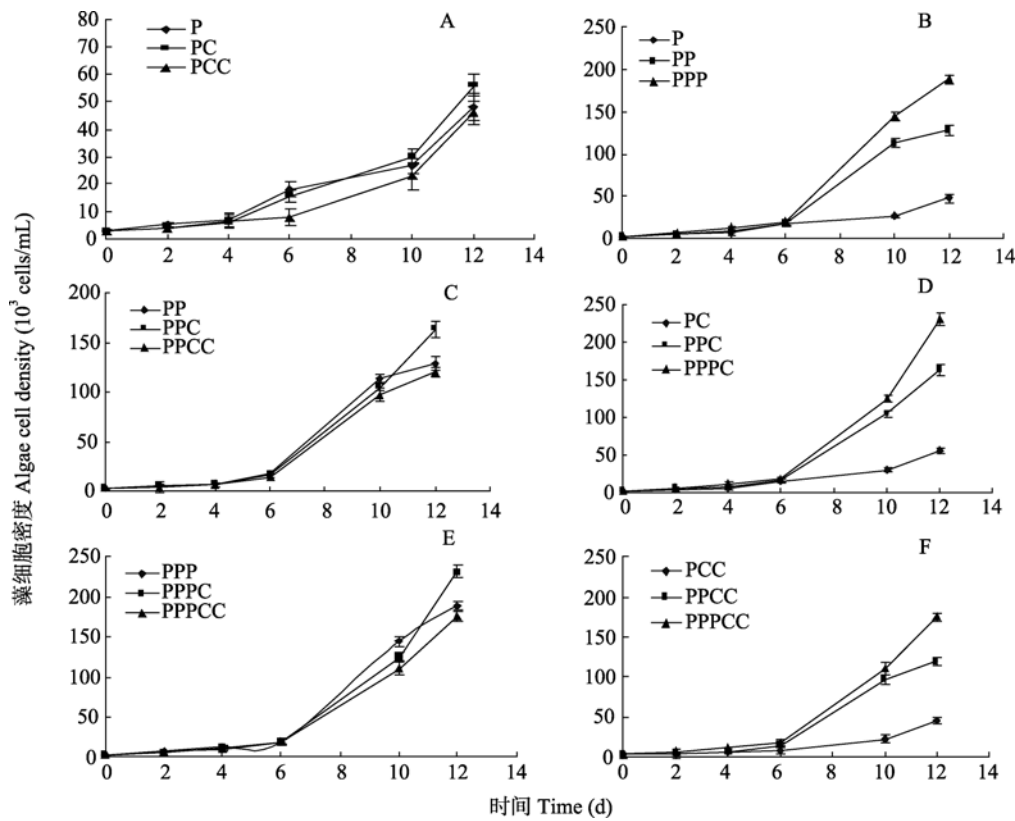 A
P
PC
PCC
80
70
60
50
40
30
20
10
0
0 2 4 6 8 10 12 14
B
P
PP
PPP
250
200
150
100
50
0
0 2 4 6 8 10 12 14
C
PP
PPC
PPCC
200
150
100
50
0
0 2 4 6 8 10 12 14
D
PC
PPC
PPPC
250
200
150
100
50
0
0 2 4 6 8 10 12 14
E
PPP
PPPC
PPPCC
250
200
150
100
50
0
0 2 4 6 8 10 12 14
F
PCC
PPCC
PPPCC
250
200
150
100
50
0
0 2 4 6 8 10 12 14
藻细胞密度 Algae cell density (10³ cells/mL)
时间 Time (d)